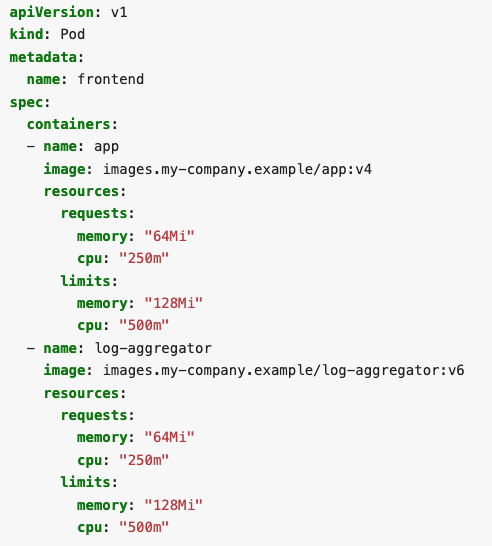 apiVersion: v1
kind: Pod
metadata:
  name: frontend
spec:
  containers:
  - name: app
    image: images.my-company.example/app:v4
    resources:
      requests:
        memory: "64Mi"
        cpu: "250m"
      limits:
        memory: "128Mi"
        cpu: "500m"
  - name: log-aggregator
    image: images.my-company.example/log-aggregator:v6
    resources:
      requests:
        memory: "64Mi"
        cpu: "250m"
      limits:
        memory: "128Mi"
        cpu: "500m"